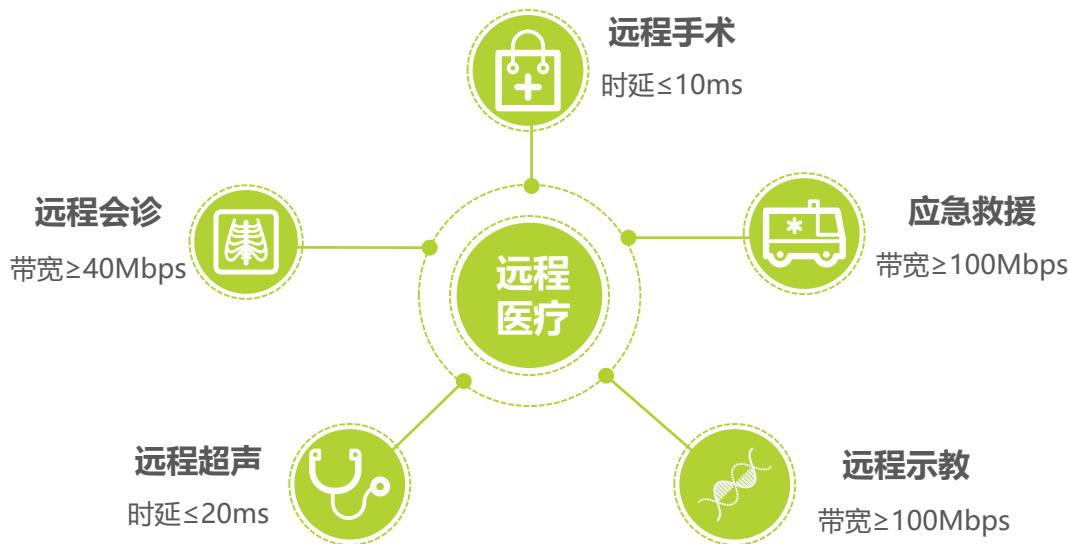 远程手术
时延≤10ms
远程会诊
带宽≥40Mbps
应急救援
带宽≥100Mbps
远程
医疗
远程超声
时延≤20ms
远程示教
带宽≥100Mbps